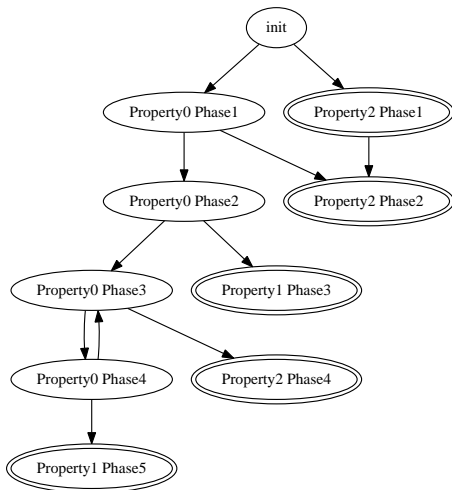 init
Property0 Phase1
Property2 Phase1
Property0 Phase2
Property2 Phase2
Property0 Phase3
Property1 Phase3
Property0 Phase4
Property2 Phase4
Property1 Phase5